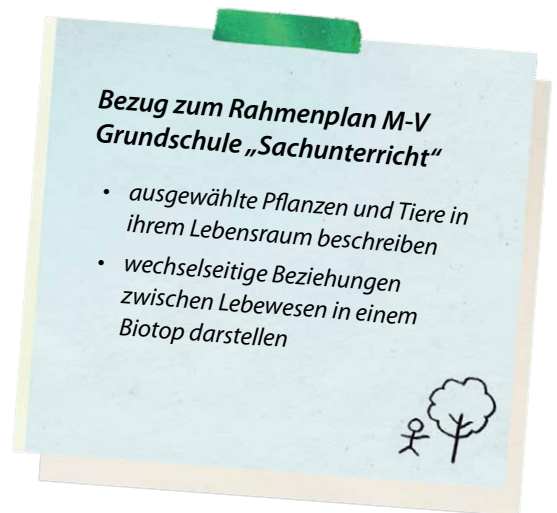 Bezug zum Rahmenplan M-V
Grundschule „Sachunterricht“
• ausgewählte Pflanzen und Tiere in
ihrem Lebensraum beschreiben
• wechselseitige Beziehungen
zwischen Lebewesen in einem
Biotop darstellen